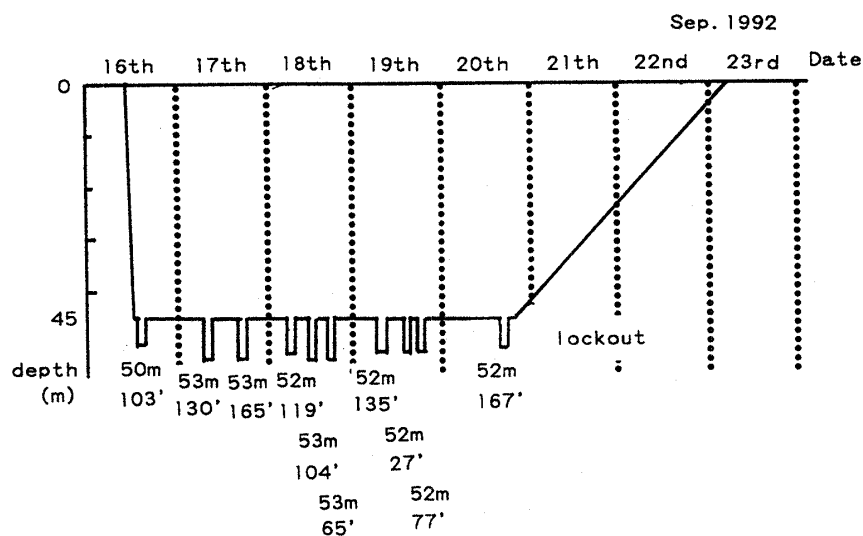 Sep. 1992
16th 17th 18th 19th 20th 21th 22nd 23rd Date
0
45
lockout
depth
(m)
50m 53m 53m 52m 52m 52m
103' 130' 165' 119' 135' 167'
53m 52m
104' 27'
53m 52m
65' 77'